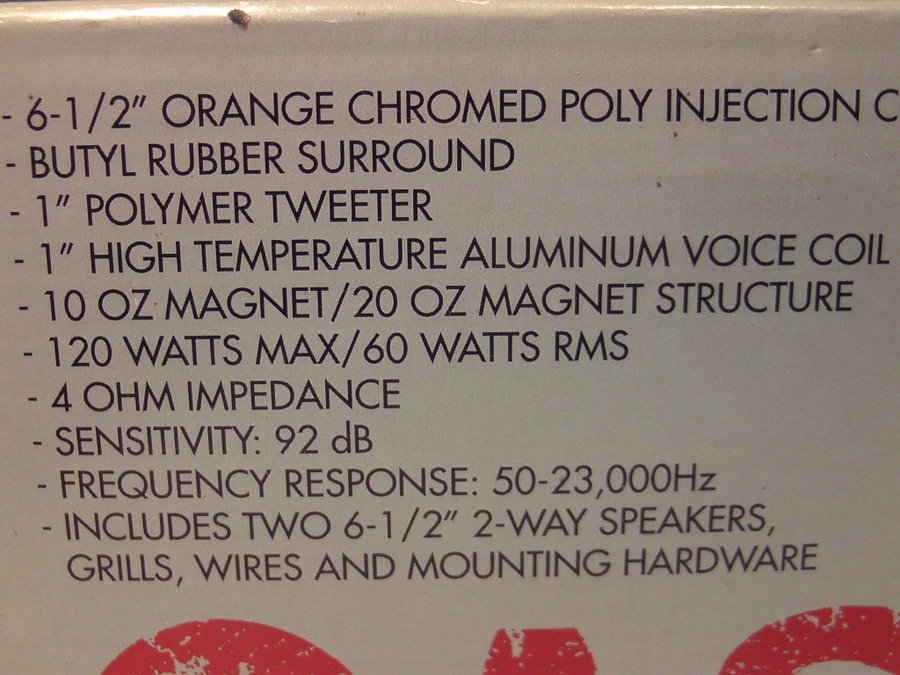 - 6-1/2" ORANGE CHROMED POLY INJECTION C
- BUTYL RUBBER SURROUND
- 1" POLYMER TWEETER
- 1" HIGH TEMPERATURE ALUMINUM VOICE COIL
- 10 OZ MAGNET/20 OZ MAGNET STRUCTURE
- 120 WATTS MAX/60 WATTS RMS
- 4 OHM IMPEDANCE
- SENSITIVITY: 92 dB
- FREQUENCY RESPONSE: 50-23,000Hz
- INCLUDES TWO 6-1/2" 2-WAY SPEAKERS,
GRILLS, WIRES AND MOUNTING HARDWARE